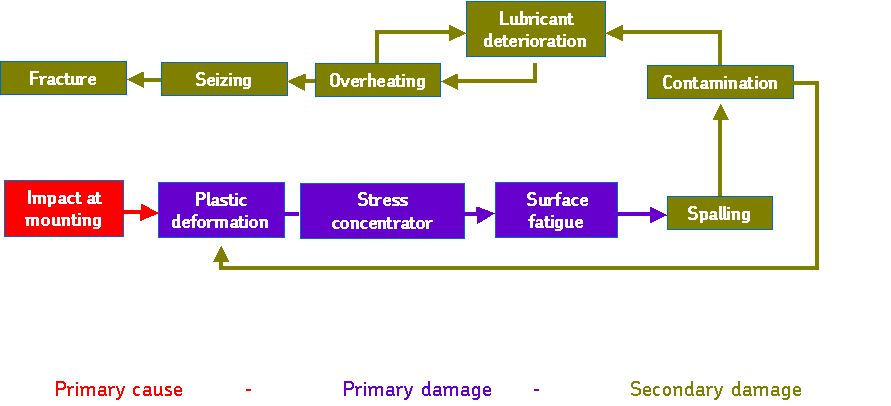 Lubricant
deterioration
Fracture
Seizing
Overheating
Contamination
Impact at
mounting
Plastic
deformation
Stress
concentrator
Surface
fatigue
Spalling
Primary cause - Primary damage - Secondary damage